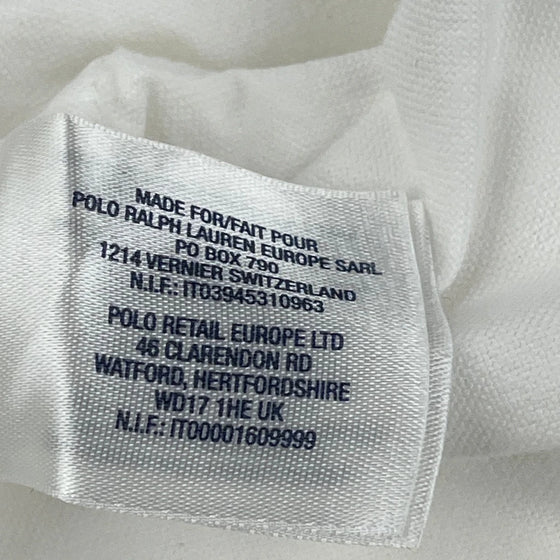 MADE FOR/FAIT POUR
POLO RALPH LAUREN EUROPE SARL
PO BOX 790
1214 VERNIER SWITZERLAND
N.I.F.: IT03945310963
POLO RETAIL EUROPE LTD
46 CLARENDON RD
WATFORD, HERTFORDSHIRE
WD17 1HE UK
N.I.F.: IT00001609999